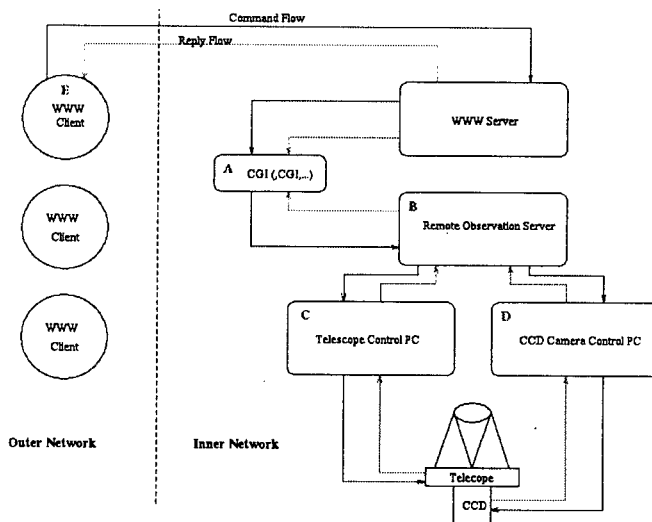 Command Flow
Reply Flow
E
WWW
Client
WWW Server
A CGI (,CGI,...)
WWW
Client
B
Remote Observation Server
WWW
Client
C
Telescope Control PC
D
CCD Camera Control PC
Outer Network
Inner Network
Telecope
CCD